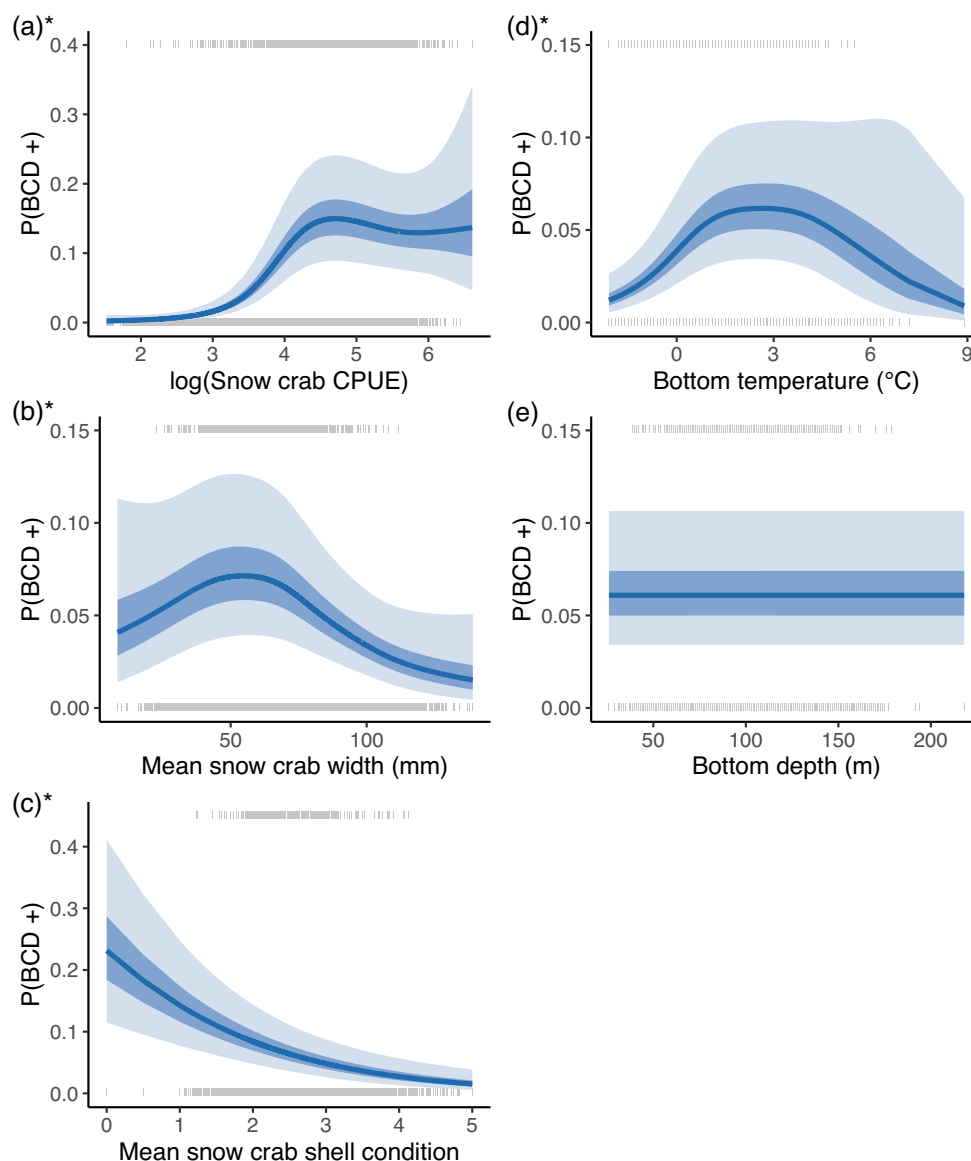 (a)*
0.4
0.3
0.2
0.1
0.0
P(BCD +)
2 3 4 5 6
log(Snow crab CPUE)
(b)*
0.15
0.10
0.05
0.00
P(BCD +)
50 100
Mean snow crab width (mm)
(c)*
0.4
0.3
0.2
0.1
0.0
P(BCD +)
0 1 2 3 4 5
Mean snow crab shell condition
(d)*
0.15
0.10
0.05
0.00
P(BCD +)
0 3 6 9
Bottom temperature (°C)
(e)
0.15
0.10
0.05
0.00
P(BCD +)
50 100 150 200
Bottom depth (m)